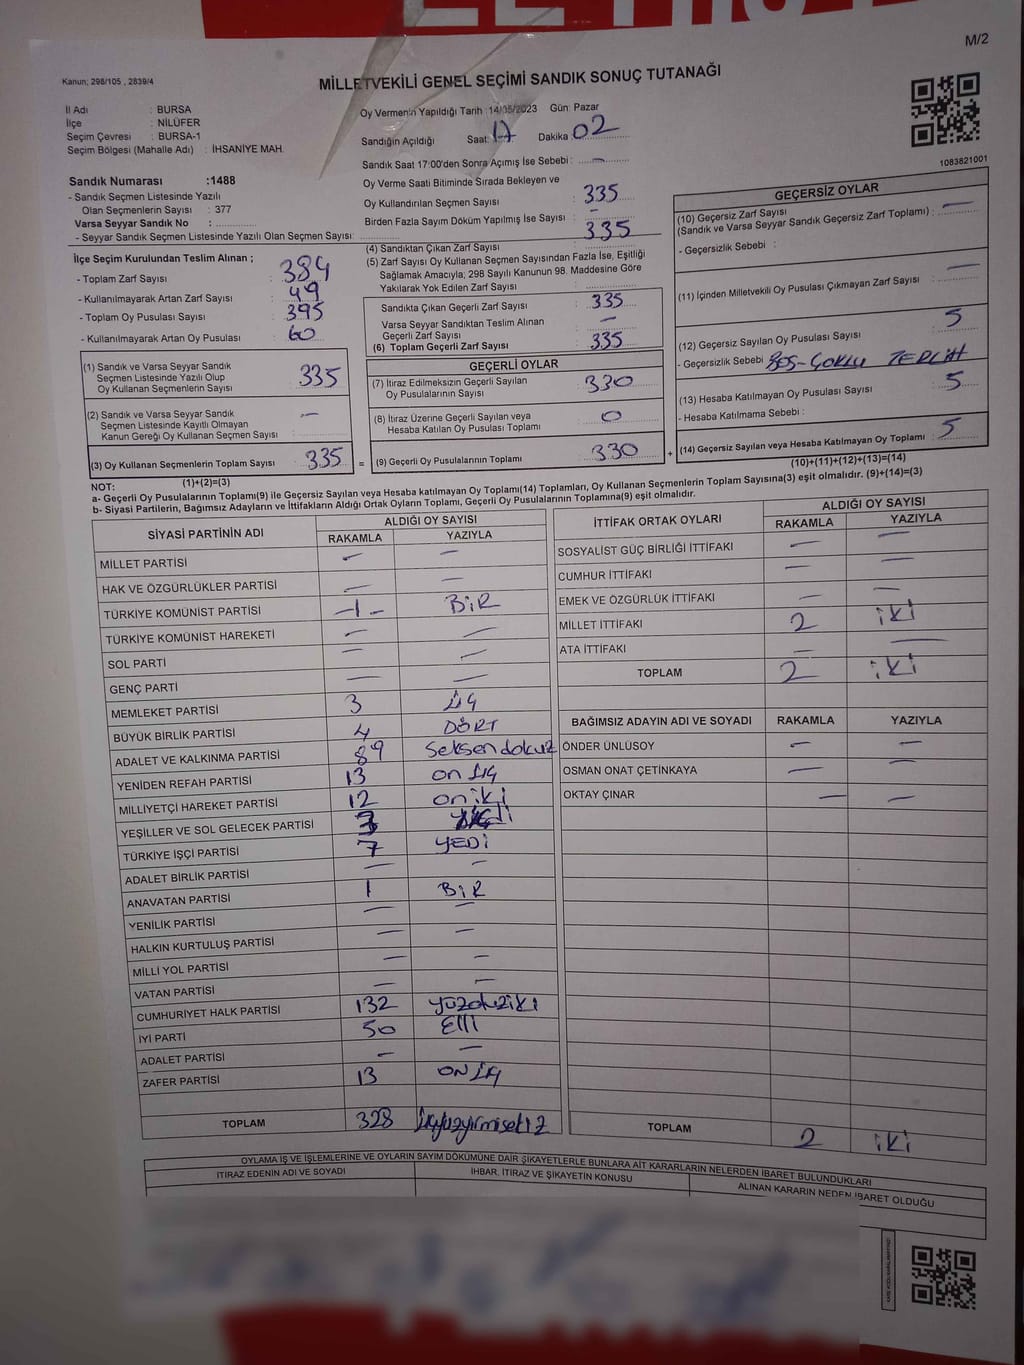 M/2
Kanun; 298/105 , 2839/4
MİLLETVEKİLİ GENEL SEÇİMİ SANDIK SONUÇ TUTANAĞI
İl Adı : BURSA
İlçe : NİLÜFER
Seçim Çevresi : BURSA-1
Seçim Bölgesi (Mahalle Adı) : İHSANİYE MAH.
Oy Vermenin Yapıldığı Tarih :14/05/2023 Gün: Pazar
Sandığın Açıldığı Saat: 17 Dakika: 02
Sandık Saat 17:00'den Sonra Açımış İse Sebebi : —
1083821001
Sandık Numarası :1488
- Sandık Seçmen Listesinde Yazılı
Olan Seçmenlerin Sayısı : 377
Varsa Seyyar Sandık No :
- Seyyar Sandık Seçmen Listesinde Yazılı Olan Seçmen Sayısı:
Oy Verme Saati Bitiminde Sırada Bekleyen ve
Oy Kullandırılan Seçmen Sayısı : 335
Birden Fazla Sayım Döküm Yapılmış İse Sayısı : —
İlçe Seçim Kurulundan Teslim Alınan ;
- Toplam Zarf Sayısı : 384
- Kullanılmayarak Artan Zarf Sayısı : 49
- Toplam Oy Pusulası Sayısı : 395
- Kullanılmayarak Artan Oy Pusulası : 60
(4) Sandıktan Çıkan Zarf Sayısı : 335
(5) Zarf Sayısı Oy Kullanan Seçmen Sayısından Fazla İse, Eşitliği
Sağlamak Amacıyla; 298 Sayılı Kanunun 98. Maddesine Göre
Yakılarak Yok Edilen Zarf Sayısı :
Sandıkta Çıkan Geçerli Zarf Sayısı : 335
Varsa Seyyar Sandıktan Teslim Alınan
Geçerli Zarf Sayısı : —
(6) Toplam Geçerli Zarf Sayısı : 335
GEÇERSİZ OYLAR
(10) Geçersiz Zarf Sayısı
(Sandık ve Varsa Seyyar Sandık Geçersiz Zarf Toplamı) : —
- Geçersizlik Sebebi :
(11) İçinden Milletvekili Oy Pusulası Çıkmayan Zarf Sayısı : —
(12) Geçersiz Sayılan Oy Pusulası Sayısı : 5
- Geçersizlik Sebebi BOŞ-ÇOKLU TERCİH
(13) Hesaba Katılmayan Oy Pusulası Sayısı : 5
- Hesaba Katılmama Sebebi :
(14) Geçersiz Sayılan veya Hesaba Katılmayan Oy Toplamı : 5
(10)+(11)+(12)+(13)=(14)
(1) Sandık ve Varsa Seyyar Sandık
Seçmen Listesinde Yazılı Olup
Oy Kullanan Seçmenlerin Sayısı : 335
(2) Sandık ve Varsa Seyyar Sandık
Seçmen Listesinde Kayıtlı Olmayan
Kanun Gereği Oy Kullanan Seçmen Sayısı : —
(3) Oy Kullanan Seçmenlerin Toplam Sayısı : 335 =
(1)+(2)=(3)
GEÇERLİ OYLAR
(7) İtiraz Edilmeksizin Geçerli Sayılan
Oy Pusulasının Sayısı : 330
(8) İtiraz Üzerine Geçerli Sayılan veya
Hesaba Katılan Oy Pusulası Toplamı : 0
(9) Geçerli Oy Pusulalarının Toplamı : 330 +
NOT:
a- Geçerli Oy Pusulasının Toplamı(9) ile Geçersiz Sayılan veya Hesaba katılmayan Oy Toplamı(14) Toplamları, Oy Kullanan Seçmenlerin Toplam Sayısına(3) eşit olmalıdır. (9)+(14)=(3)
b- Siyasi Partilerin, Bağımsız Adayların ve İttifakların Aldığı Ortak Oyların Toplamı, Geçerli Oy Pusulalarının Toplamına(9) eşit olmalıdır.
SİYASİ PARTİNİN ADI ALDIĞI OY SAYISI
RAKAMLA YAZIYLA
MİLLET PARTİSİ — —
HAK VE ÖZGÜRLÜKLER PARTİSİ — —
TÜRKİYE KOMÜNİST PARTİSİ —1— BİR
TÜRKİYE KOMÜNİST HAREKETİ — —
SOL PARTİ — —
GENÇ PARTİ — —
MEMLEKET PARTİSİ 3 üç
BÜYÜK BİRLİK PARTİSİ 4 DÖRT
ADALET VE KALKINMA PARTİSİ 89 Seksendokuz
YENİDEN REFAH PARTİSİ 13 on üç
MİLLİYETÇİ HAREKET PARTİSİ 12 on iki
YEŞİLLER VE SOL GELECEK PARTİSİ 3
TÜRKİYE İŞÇİ PARTİSİ 7 YEDİ
ADALET BİRLİK PARTİSİ — —
ANAVATAN PARTİSİ 1 BİR
YENİLİK PARTİSİ — —
HALKIN KURTULUŞ PARTİSİ — —
MİLLİ YOL PARTİSİ — —
VATAN PARTİSİ — —
CUMHURİYET HALK PARTİSİ 132 yüzotuziki
İYİ PARTİ 50 Elli
ADALET PARTİSİ — —
ZAFER PARTİSİ 13 ON üç
TOPLAM 328 üçyüzyirmisekiz
İTTİFAK ORTAK OYLARI ALDIĞI OY SAYISI
RAKAMLA YAZIYLA
SOSYALİST GÜÇ BİRLİĞİ İTTİFAKI — —
CUMHUR İTTİFAKI — —
EMEK VE ÖZGÜRLÜK İTTİFAKI — —
MİLLET İTTİFAKI 2 iki
ATA İTTİFAKI — —
TOPLAM 2 iki
BAĞIMSIZ ADAYIN ADI VE SOYADI RAKAMLA YAZIYLA
ÖNDER ÜNLÜSOY — —
OSMAN ONAT ÇETİNKAYA — —
OKTAY ÇINAR — —
TOPLAM 2 iki
OYLAMA İŞ VE İŞLEMLERİNE VE OYLARIN SAYIM DÖKÜMÜNE DAİR ŞİKAYETLERLE BUNLARA AİT KARARLARIN NELERDEN İBARET BULUNDUKLARI
İTİRAZ EDENİN ADI VE SOYADI İHBAR, İTİRAZ VE ŞİKAYETİN KONUSU ALINAN KARARIN NEDEN İBARET OLDUĞU